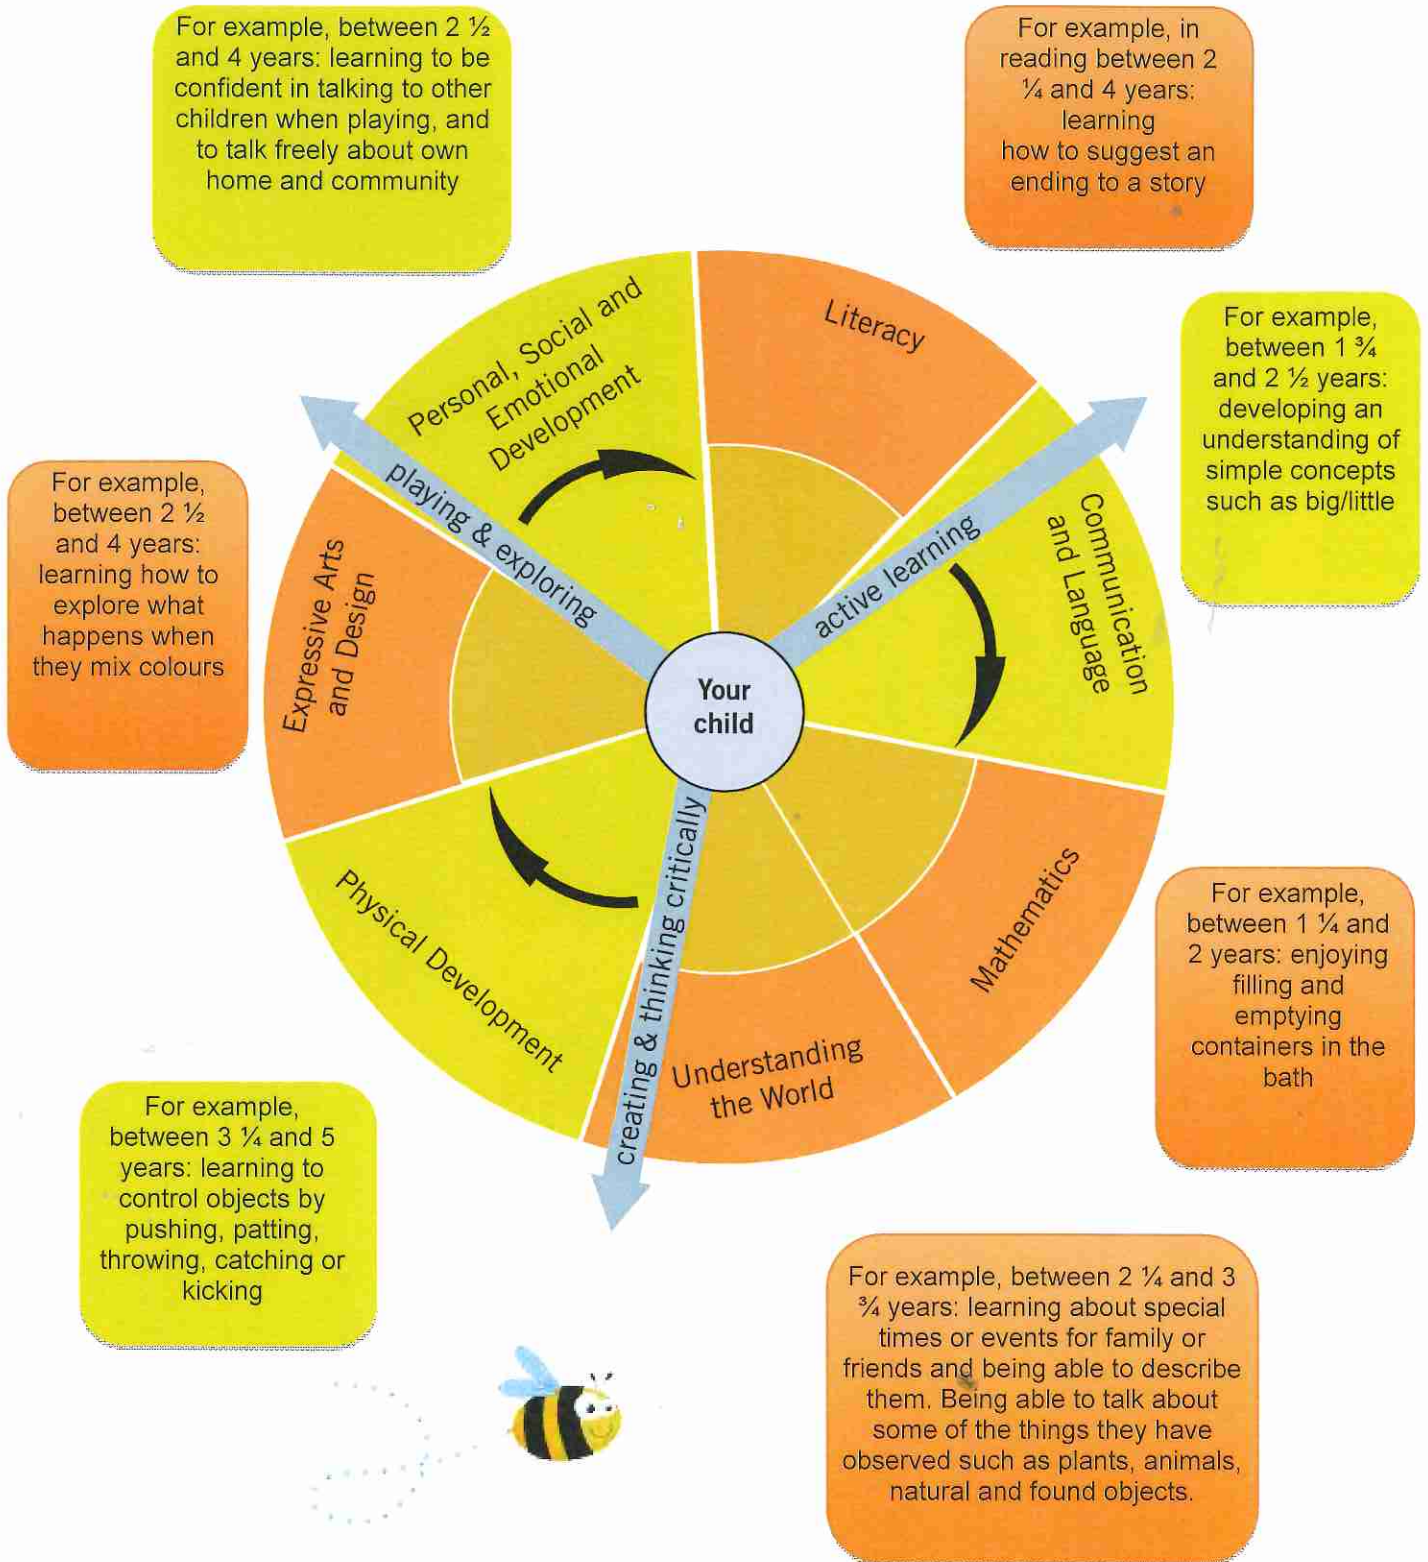 For example, between 2 ½
and 4 years: learning to be
confident in talking to other
children when playing, and
to talk freely about own
home and community
For example, in
reading between 2
¼ and 4 years:
learning
how to suggest an
ending to a story
For example,
between 1 ¾
and 2 ½ years:
developing an
understanding of
simple concepts
such as big/little
For example,
between 2 ½
and 4 years:
learning how to
explore what
happens when
they mix colours
Personal, Social and
Emotional
Development
Literacy
Communication
and Language
Expressive Arts
and Design
playing & exploring
active learning
Your
child
creating & thinking critically
Physical Development
Understanding
the World
Mathematics
For example,
between 1 ¼ and
2 years: enjoying
filling and
emptying
containers in the
bath
For example,
between 3 ¼ and 5
years: learning to
control objects by
pushing, patting,
throwing, catching or
kicking
For example, between 2 ¼ and 3
¾ years: learning about special
times or events for family or
friends and being able to describe
them. Being able to talk about
some of the things they have
observed such as plants, animals,
natural and found objects.